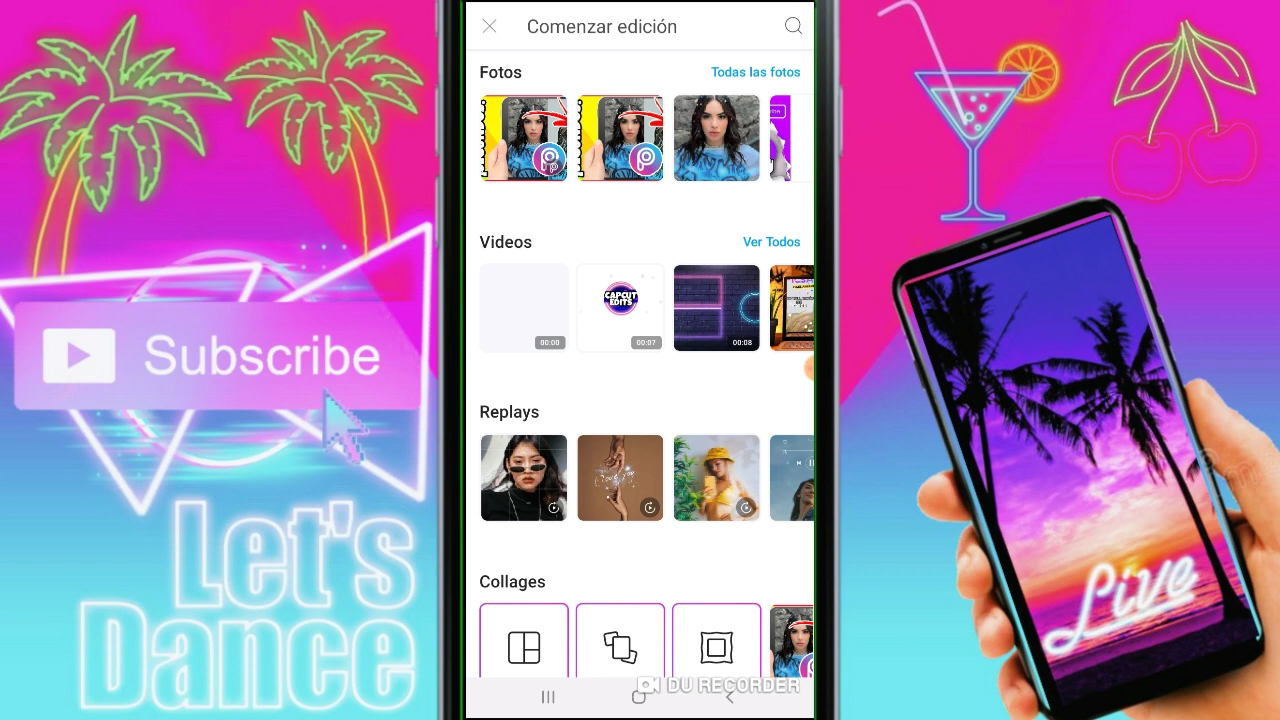 Comenzar edición
Fotos
Todas las fotos
Videos
Ver Todos
00:00
CAPCUT
EDITS
00:07
00:08
Replays
Collages
DU RECORDER
Subscribe
Let's
Dance
Live